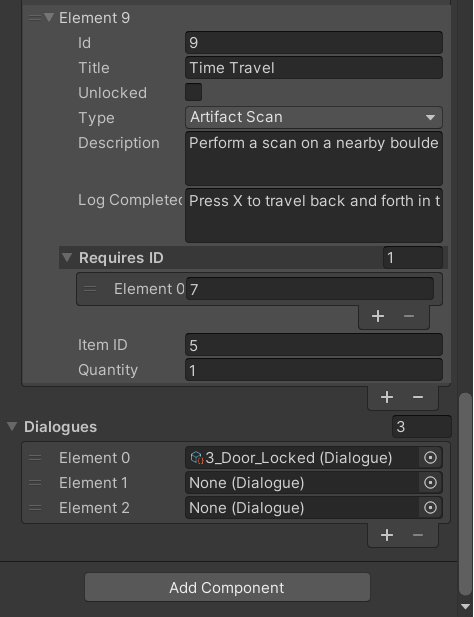 Element 9
Id 9
Title Time Travel
Unlocked
Type Artifact Scan
Description Perform a scan on a nearby boulde
Log Completed Press X to travel back and forth in t
Requires ID 1
Element 0 7
+ −
Item ID 5
Quantity 1
+ −
Dialogues 3
Element 0 3_Door_Locked (Dialogue)
Element 1 None (Dialogue)
Element 2 None (Dialogue)
+ −
Add Component